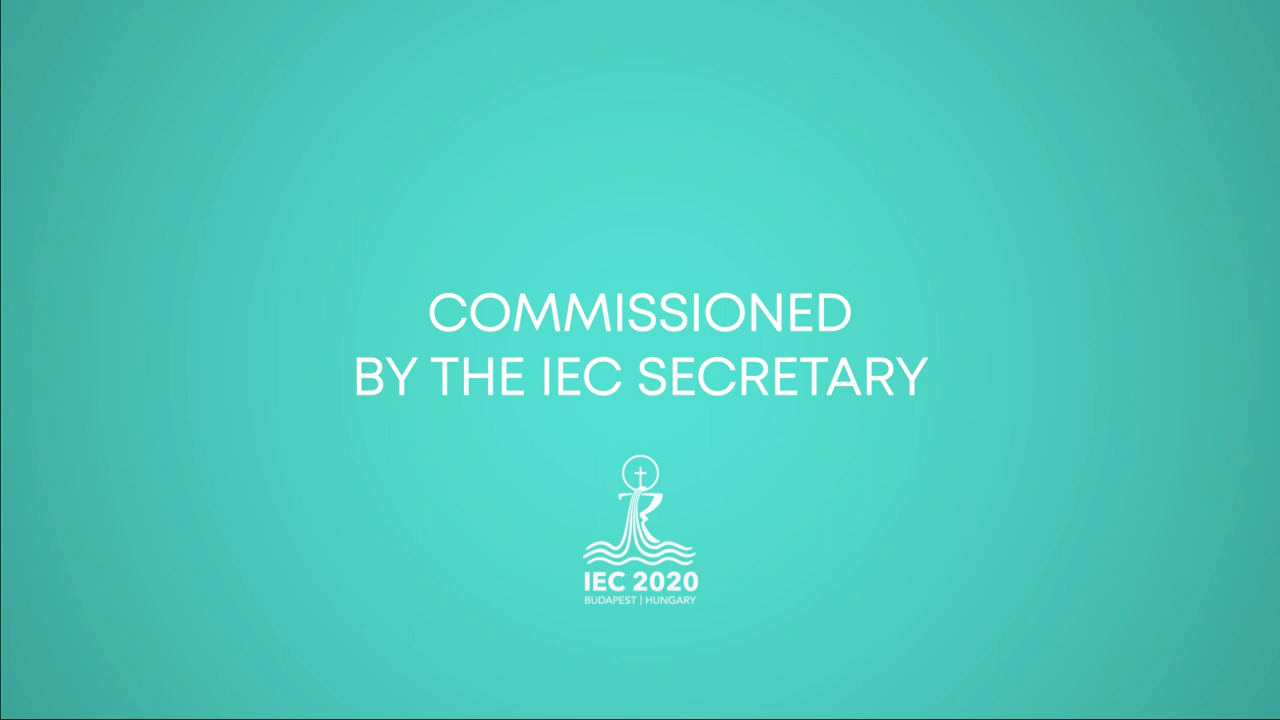 COMMISSIONED
BY THE IEC SECRETARY
IEC 2020
BUDAPEST | HUNGARY